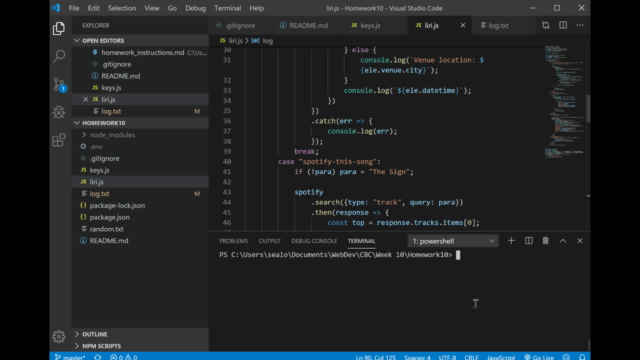 File Edit Selection View Go Debug Terminal Help liri.js - Homework10 - Visual Studio Code
EXPLORER
OPEN EDITORS
homework_instructions.md C:\Us...
.gitignore
README.md
keys.js
liri.js
log.txt M
HOMEWORK10
node_modules
.env
.gitignore
keys.js
liri.js
log.txt M
package-lock.json
package.json
random.txt
README.md
OUTLINE
NPM SCRIPTS
.gitignore README.md keys.js liri.js log.txt
liri.js > log
30 } else {
31 console.log(`Venue location: $
{ele.venue.city}`);
32 }
33 console.log(`${ele.datetime}`);
34 })
35 })
36 .catch(err => {
37 console.log(err);
38 });
39 break;
40 case "spotify-this-song":
41 if (!para) para = "The Sign";
42
43 spotify
44 .search({type: "track", query: para})
45 .then(response => {
46 const top = response.tracks.items[0];
PROBLEMS OUTPUT DEBUG CONSOLE TERMINAL 1: powershell
PS C:\Users\sealo\Documents\WebDev\CBC\Week 10\Homework10>
master* 0 0 Ln 90, Col 125 Spaces: 4 UTF-8 CRLF JavaScript Go Live